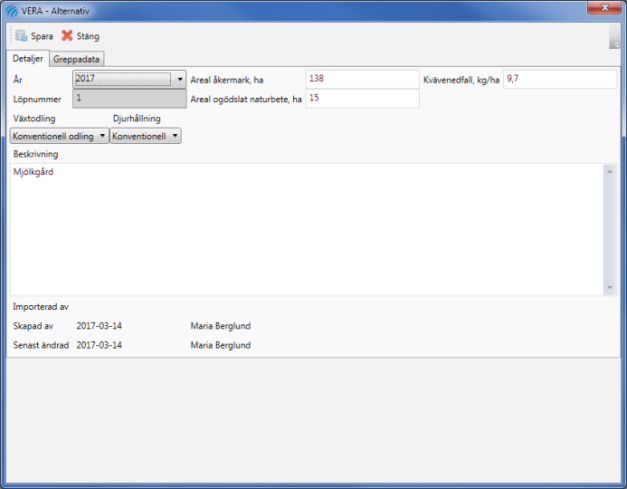 VERA - Alternativ
Spara Stäng
Detaljer Greppadata
År 2017 Areal åkermark, ha 138 Kvävenedfall, kg/ha 9,7
Löpnummer 1 Areal ogödslat naturbete, ha 15
Växtodling Djurhållning
Konventionell odling Konventionell
Beskrivning
Mjölkgård
Importerad av
Skapad av 2017-03-14 Maria Berglund
Senast ändrad 2017-03-14 Maria Berglund